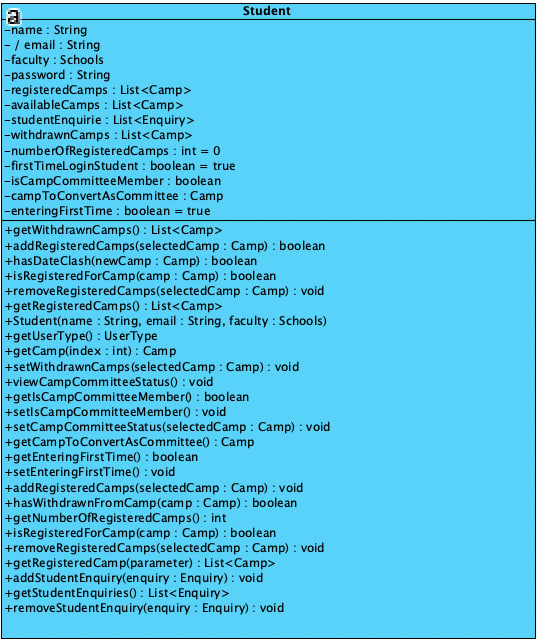 Student
a
-name : String
- / email : String
-faculty : Schools
-password : String
-registeredCamps : List<Camp>
-availableCamps : List<Camp>
-studentEnquirie : List<Enquiry>
-withdrawnCamps : List<Camp>
-numberOfRegisteredCamps : int = 0
-firstTimeLoginStudent : boolean = true
-isCampCommitteeMember : boolean
-campToConvertAsCommittee : Camp
-enteringFirstTime : boolean = true
+getWithdrawnCamps() : List<Camp>
+addRegisteredCamps(selectedCamp : Camp) : boolean
+hasDateClash(newCamp : Camp) : boolean
+isRegisteredForCamp(camp : Camp) : boolean
+removeRegisteredCamps(selectedCamp : Camp) : void
+getRegisteredCamps() : List<Camp>
+Student(name : String, email : String, faculty : Schools)
+getUserType() : UserType
+getCamp(index : int) : Camp
+setWithdrawnCamps(selectedCamp : Camp) : void
+viewCampCommitteeStatus() : void
+getIsCampCommitteeMember() : boolean
+setIsCampCommitteeMember() : void
+setCampCommitteeStatus(selectedCamp : Camp) : void
+getCampToConvertAsCommittee() : Camp
+getEnteringFirstTime() : boolean
+setEnteringFirstTime() : void
+addRegisteredCamps(selectedCamp : Camp) : void
+hasWithdrawnFromCamp(camp : Camp) : boolean
+getNumberOfRegisteredCamps() : int
+isRegisteredForCamp(camp : Camp) : boolean
+removeRegisteredCamps(selectedCamp : Camp) : void
+getRegisteredCamp(parameter) : List<Camp>
+addStudentEnquiry(enquiry : Enquiry) : void
+getStudentEnquiries() : List<Enquiry>
+removeStudentEnquiry(enquiry : Enquiry) : void